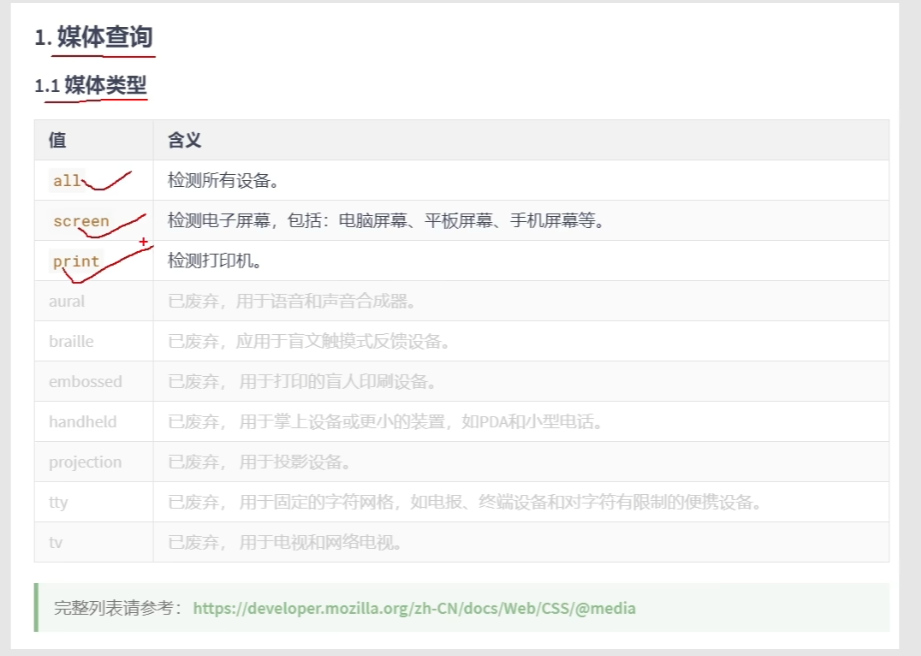 1. 媒体查询
1.1 媒体类型
值 含义
all 检测所有设备。
screen 检测电子屏幕，包括：电脑屏幕、平板屏幕、手机屏幕等。
print 检测打印机。
aural 已废弃，用于语音和声音合成器。
braille 已废弃，应用于盲文触摸式反馈设备。
embossed 已废弃， 用于打印的盲人印刷设备。
handheld 已废弃， 用于掌上设备或更小的装置，如PDA和小型电话。
projection 已废弃， 用于投影设备。
tty 已废弃， 用于固定的字符网格，如电报、终端设备和对字符有限制的便携设备。
tv 已废弃， 用于电视和网络电视。
完整列表请参考： https://developer.mozilla.org/zh-CN/docs/Web/CSS/@media